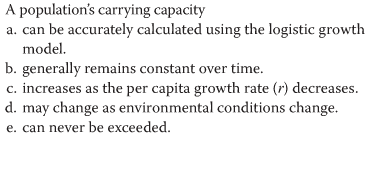 A population's carrying capacity
a. can be accurately calculated using the logistic growth
model.
b. generally remains constant over time.
c. increases as the per capita growth rate (r) decreases.
d. may change as environmental conditions change.
e. can never be exceeded.